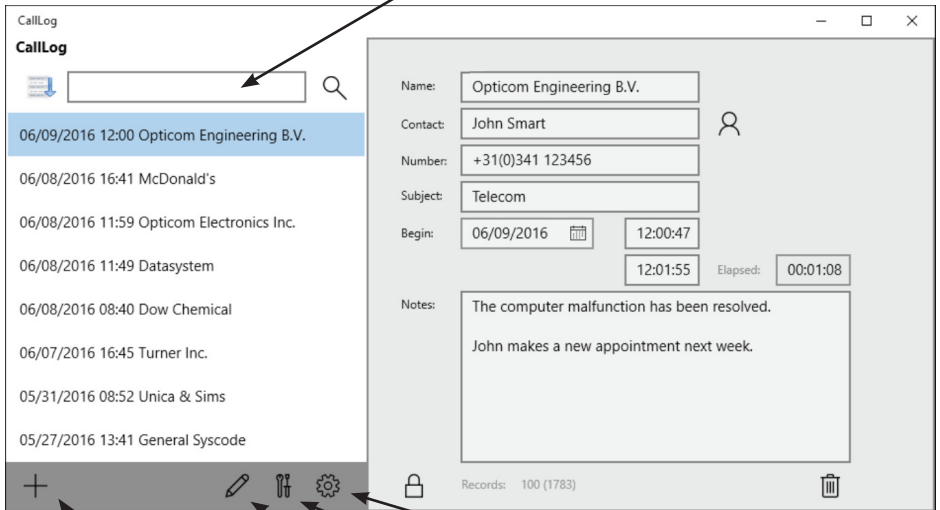 CallLog
CallLog
06/09/2016 12:00 Opticom Engineering B.V.
06/08/2016 16:41 McDonald's
06/08/2016 11:59 Opticom Electronics Inc.
06/08/2016 11:49 Datasystem
06/08/2016 08:40 Dow Chemical
06/07/2016 16:45 Turner Inc.
05/31/2016 08:52 Unica & Sims
05/27/2016 13:41 General Syscode
Name: Opticom Engineering B.V.
Contact: John Smart
Number: +31(0)341 123456
Subject: Telecom
Begin: 06/09/2016 12:00:47
12:01:55 Elapsed: 00:01:08
Notes: The computer malfunction has been resolved.
John makes a new appointment next week.
Records: 100 (1783)